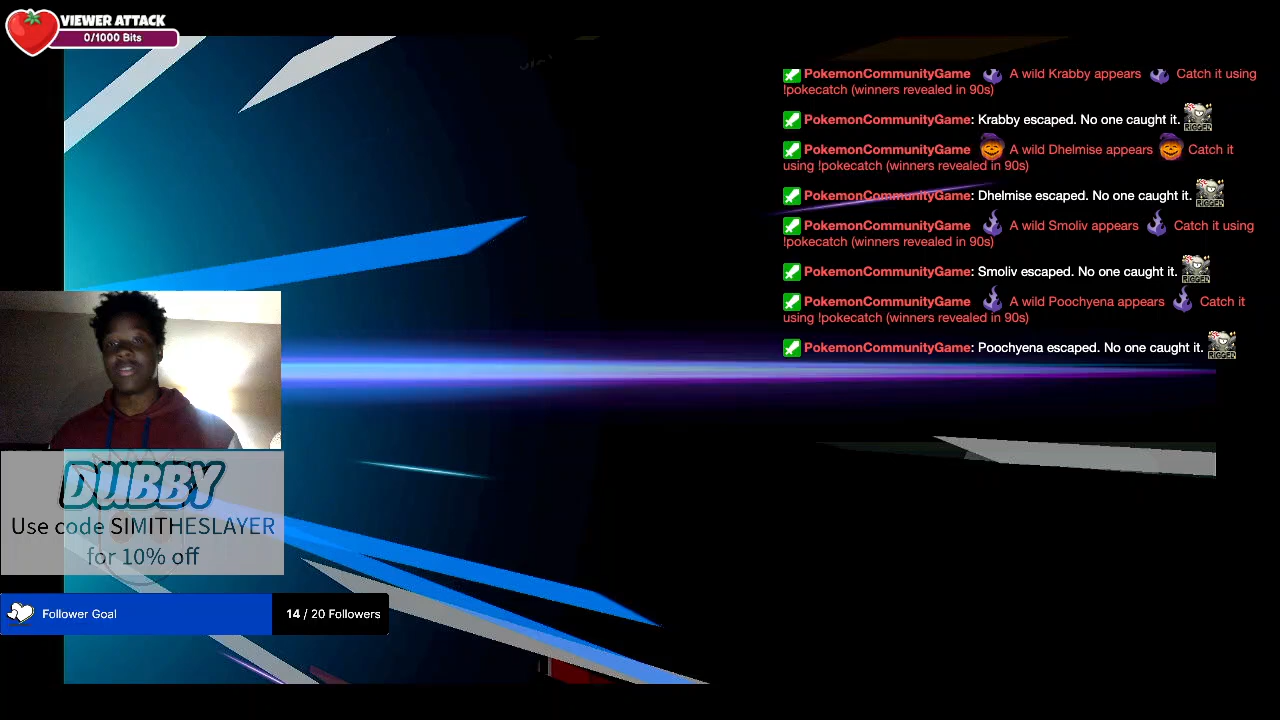 VIEWER ATTACK
0/1000 Bits
PokemonCommunityGame A wild Krabby appears Catch it using
!pokecatch (winners revealed in 90s)
PokemonCommunityGame: Krabby escaped. No one caught it.
RIGGED
PokemonCommunityGame A wild Dhelmise appears Catch it
using !pokecatch (winners revealed in 90s)
PokemonCommunityGame: Dhelmise escaped. No one caught it.
RIGGED
PokemonCommunityGame A wild Smoliv appears Catch it using
!pokecatch (winners revealed in 90s)
PokemonCommunityGame: Smoliv escaped. No one caught it.
RIGGED
PokemonCommunityGame A wild Poochyena appears Catch it
using !pokecatch (winners revealed in 90s)
PokemonCommunityGame: Poochyena escaped. No one caught it.
RIGGED
DUBBY
Use code SIMITHESLAYER
for 10% off
Follower Goal
14 / 20 Followers